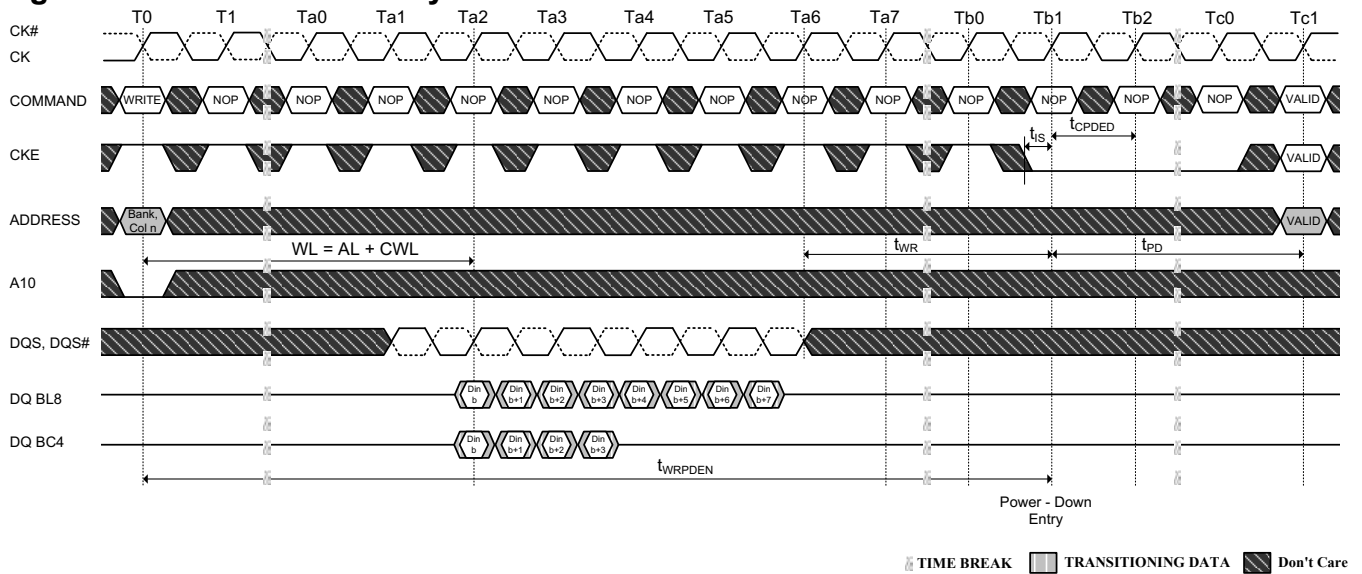 T0 T1 Ta0 Ta1 Ta2 Ta3 Ta4 Ta5 Ta6 Ta7 Tb0 Tb1 Tb2 Tc0 Tc1
CK#
CK
COMMAND WRITE NOP NOP NOP NOP NOP NOP NOP NOP NOP NOP NOP NOP NOP VALID
tIS tCPDED
CKE VALID
ADDRESS Bank, Col n VALID
WL = AL + CWL tWR tPD
A10
DQS, DQS#
DQ BL8 Din b Din b+1 Din b+2 Din b+3 Din b+4 Din b+5 Din b+6 Din b+7
DQ BC4 Din b Din b+1 Din b+2 Din b+3
tWRPDEN
Power - Down
Entry
TIME BREAK TRANSITIONING DATA Don't Care